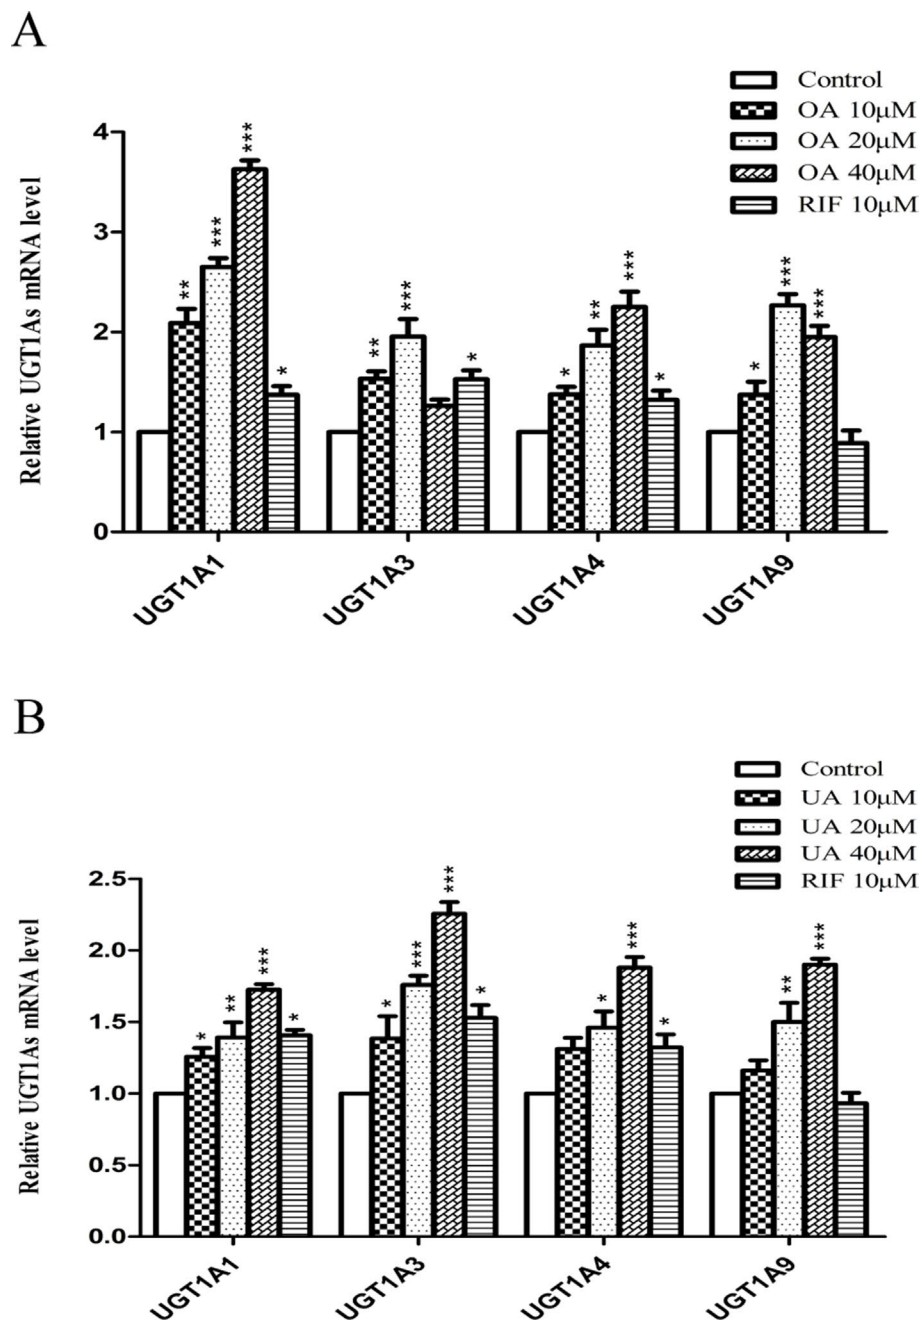 A
Control
OA 10μM
OA 20μM
OA 40μM
RIF 10μM
Relative UGT1As mRNA level
4
3
2
1
0
** *** *** *
** *** *
* ** *** *
* *** ***
UGT1A1 UGT1A3 UGT1A4 UGT1A9
B
Control
UA 10μM
UA 20μM
UA 40μM
RIF 10μM
Relative UGT1As mRNA level
2.5
2.0
1.5
1.0
0.5
0.0
* ** *** *
* *** *** *
* *** *
** ***
UGT1A1 UGT1A3 UGT1A4 UGT1A9